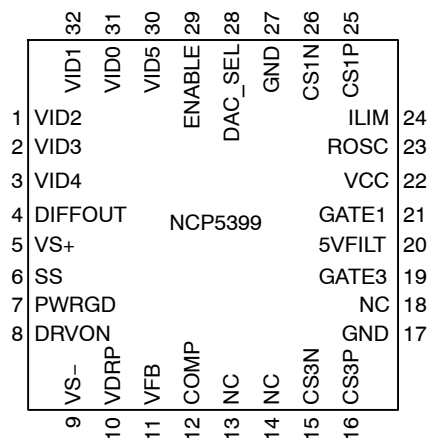 32 31 30 29 28 27 26 25
VID1 VID0 VID5 ENABLE DAC_SEL GND CS1N CS1P
1 VID2 ILIM 24
2 VID3 ROSC 23
3 VID4 VCC 22
4 DIFFOUT GATE1 21
NCP5399
5 VS+ 5VFILT 20
6 SS GATE3 19
7 PWRGD NC 18
8 DRVON GND 17
VS− VDRP VFB COMP NC NC CS3N CS3P
9 10 11 12 13 14 15 16